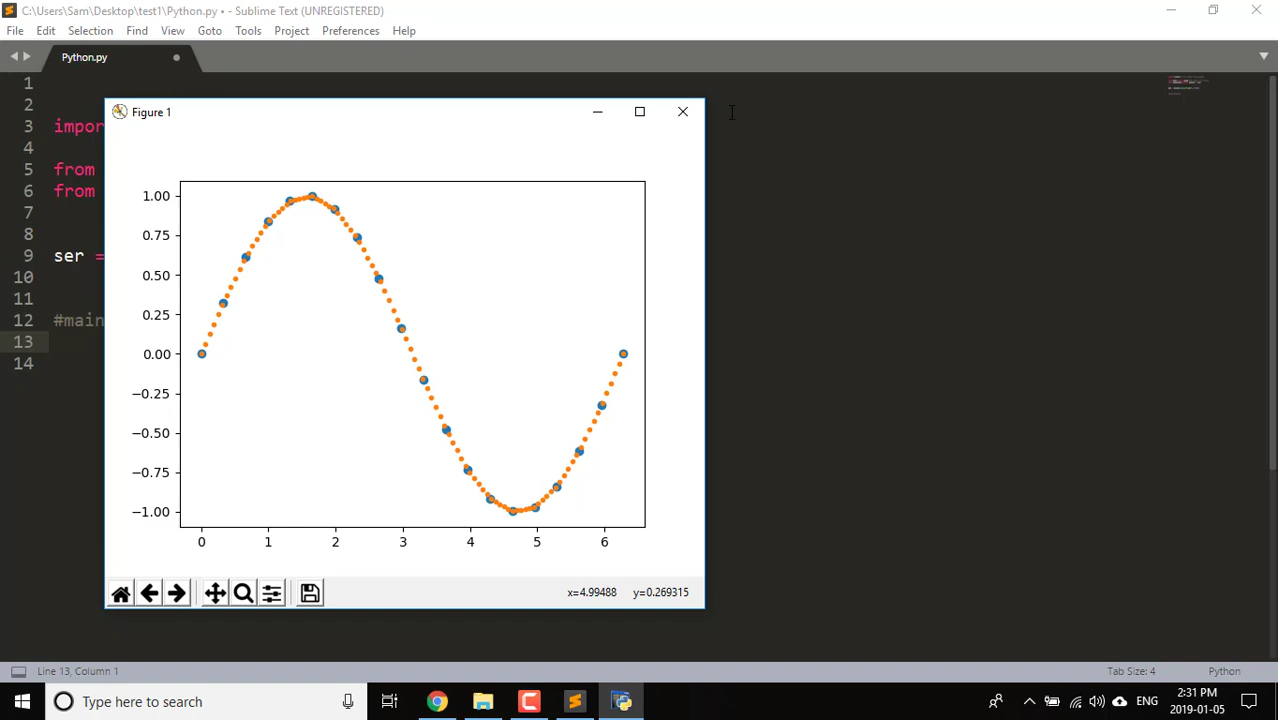 C:\Users\Sam\Desktop\test1\Python.py • - Sublime Text (UNREGISTERED)
File Edit Selection Find View Goto Tools Project Preferences Help
Python.py
1
2
3 impor
4
5 from
6 from
7
8
9 ser =
10
11
12 #main
13
14
Figure 1
1.00
0.75
0.50
0.25
0.00
−0.25
−0.50
−0.75
−1.00
0 1 2 3 4 5 6
x=4.99488 y=0.269315
Line 13, Column 1 Tab Size: 4 Python
Type here to search
ENG
2:31 PM
2019-01-05